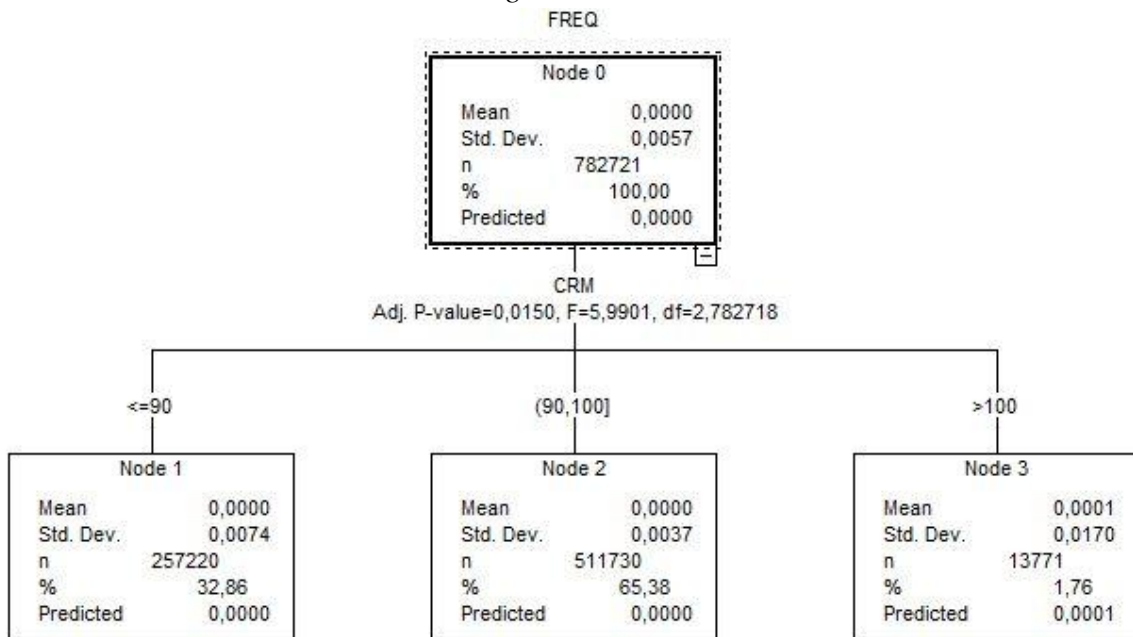 FREQ
Node 0
Mean 0,0000
Std. Dev. 0,0057
n 782721
% 100,00
Predicted 0,0000
CRM
Adj. P-value=0,0150, F=5,9901, df=2,782718
<=90 (90,100] >100
Node 1
Mean 0,0000
Std. Dev. 0,0074
n 257220
% 32,86
Predicted 0,0000
Node 2
Mean 0,0000
Std. Dev. 0,0037
n 511730
% 65,38
Predicted 0,0000
Node 3
Mean 0,0001
Std. Dev. 0,0170
n 13771
% 1,76
Predicted 0,0001